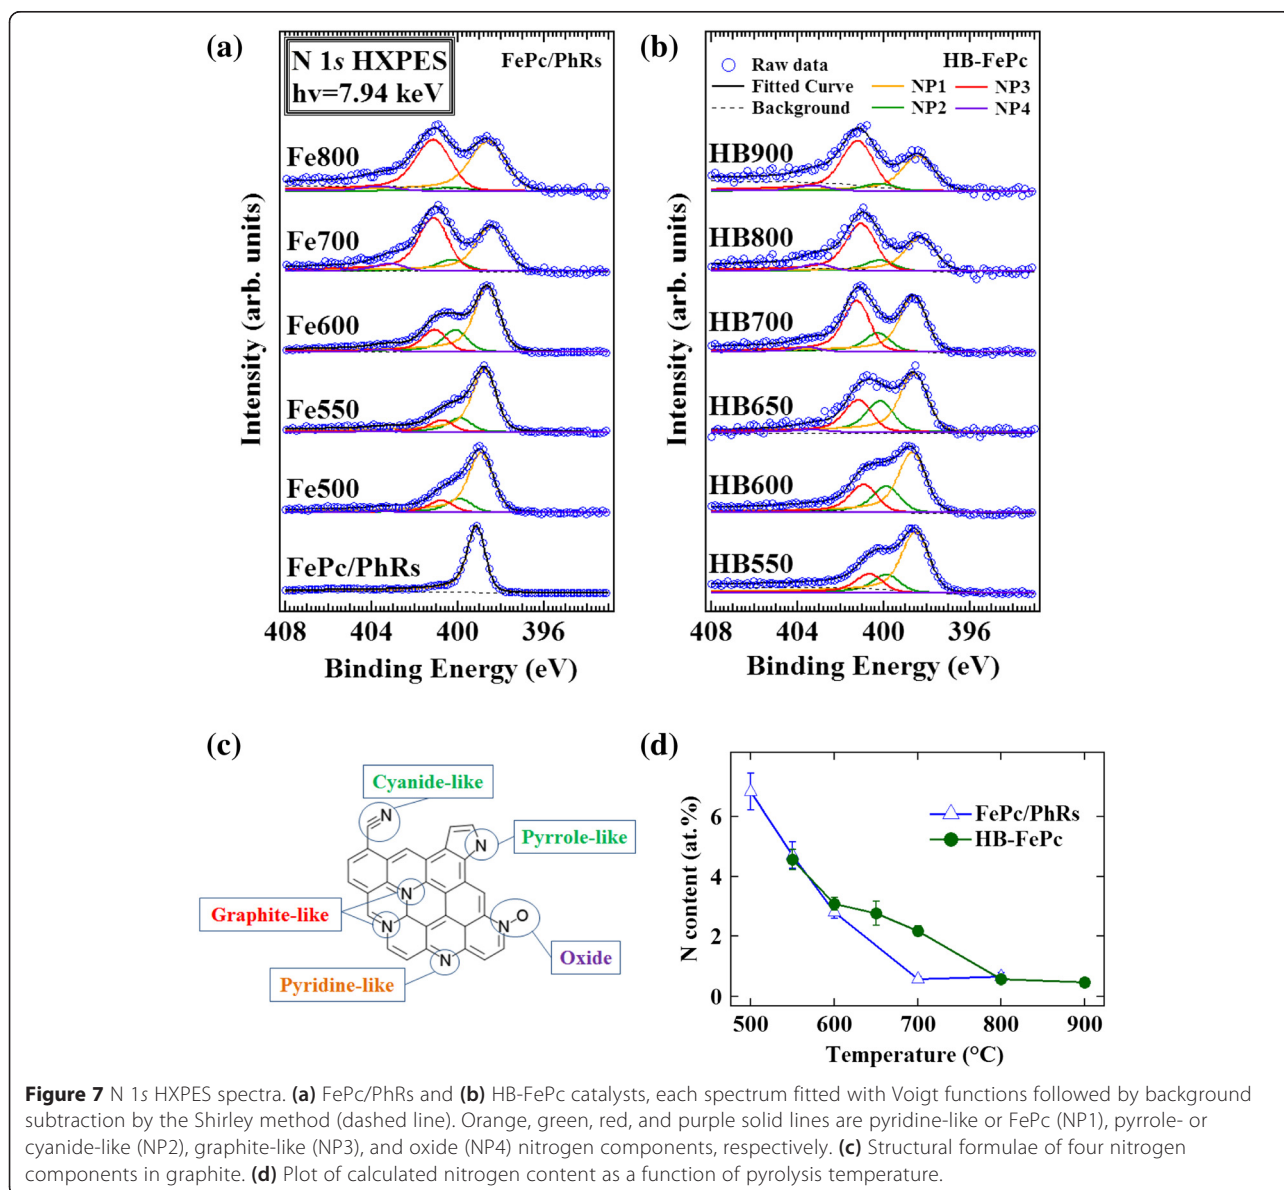 (a)
N 1s HXPES
hν=7.94 keV
FePc/PhRs
Fe800
Fe700
Fe600
Fe550
Fe500
FePc/PhRs
Intensity (arb. units)
408 404 400 396
Binding Energy (eV)
(b)
Raw data HB-FePc
Fitted Curve NP1 NP3
Background NP2 NP4
HB900
HB800
HB700
HB650
HB600
HB550
Intensity (arb. units)
408 404 400 396
Binding Energy (eV)
(c)
Cyanide-like
N
Pyrrole-like
N
Graphite-like
N
N
N O
Oxide
N
Pyridine-like
(d)
FePc/PhRs
HB-FePc
N content (at.%)
6
4
2
0
500 600 700 800 900
Temperature (°C)
Figure 7 N 1s HXPES spectra. (a) FePc/PhRs and (b) HB-FePc catalysts, each spectrum fitted with Voigt functions followed by background
subtraction by the Shirley method (dashed line). Orange, green, red, and purple solid lines are pyridine-like or FePc (NP1), pyrrole- or
cyanide-like (NP2), graphite-like (NP3), and oxide (NP4) nitrogen components, respectively. (c) Structural formulae of four nitrogen
components in graphite. (d) Plot of calculated nitrogen content as a function of pyrolysis temperature.